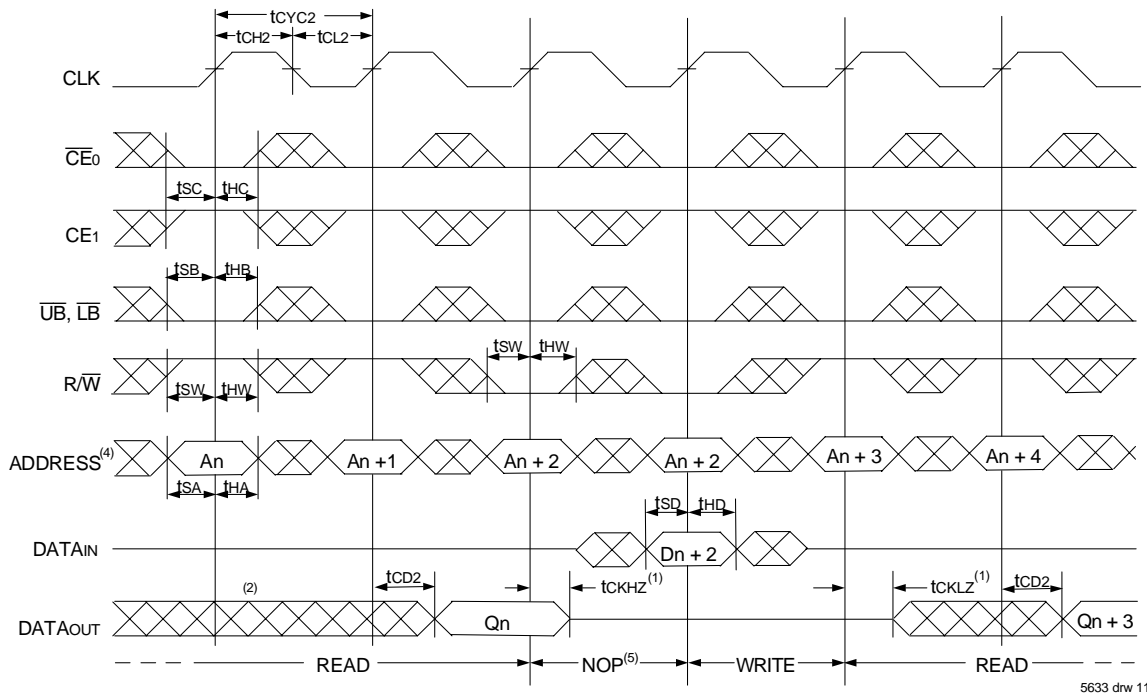 tCYC2
tCH2 tCL2
CLK
CE0
tSC tHC
CE1
tSB tHB
UB, LB
tSW tHW
R/W
tSW tHW
ADDRESS(4) An An +1 An + 2 An + 2 An + 3 An + 4
tSA tHA
tSD tHD
DATAIN Dn + 2
tCD2 tCKHZ(1) tCKLZ(1) tCD2
(2)
DATAOUT Qn Qn + 3
READ NOP(5) WRITE READ
5633 drw 11